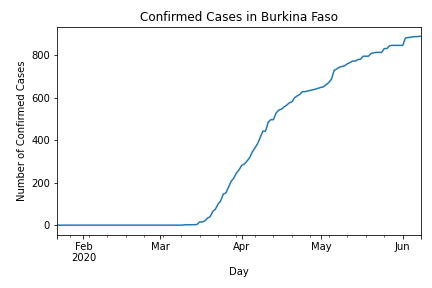 Confirmed Cases in Burkina Faso
Number of Confirmed Cases
800
600
400
200
0
Feb Mar Apr May Jun
2020
Day